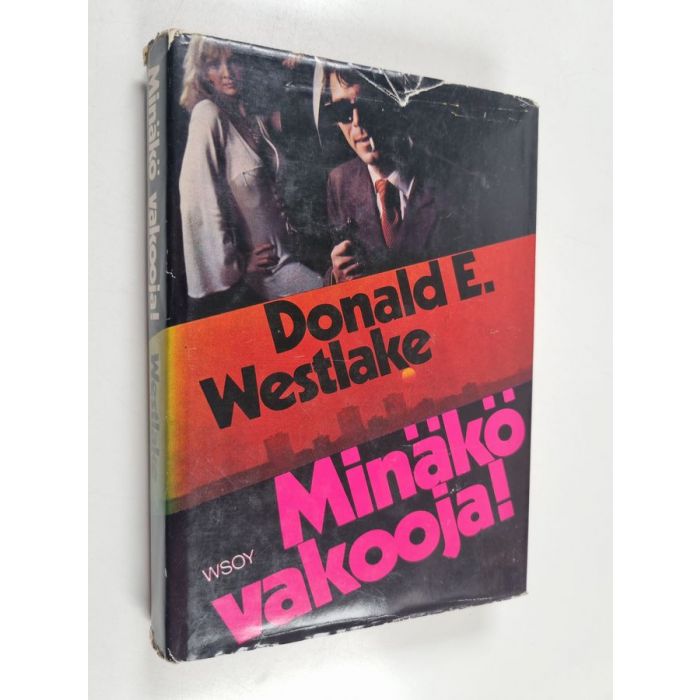 Minäkö vakooja! Westlake
Donald E.
Westlake
Minäkö
vakooja!
WSOY